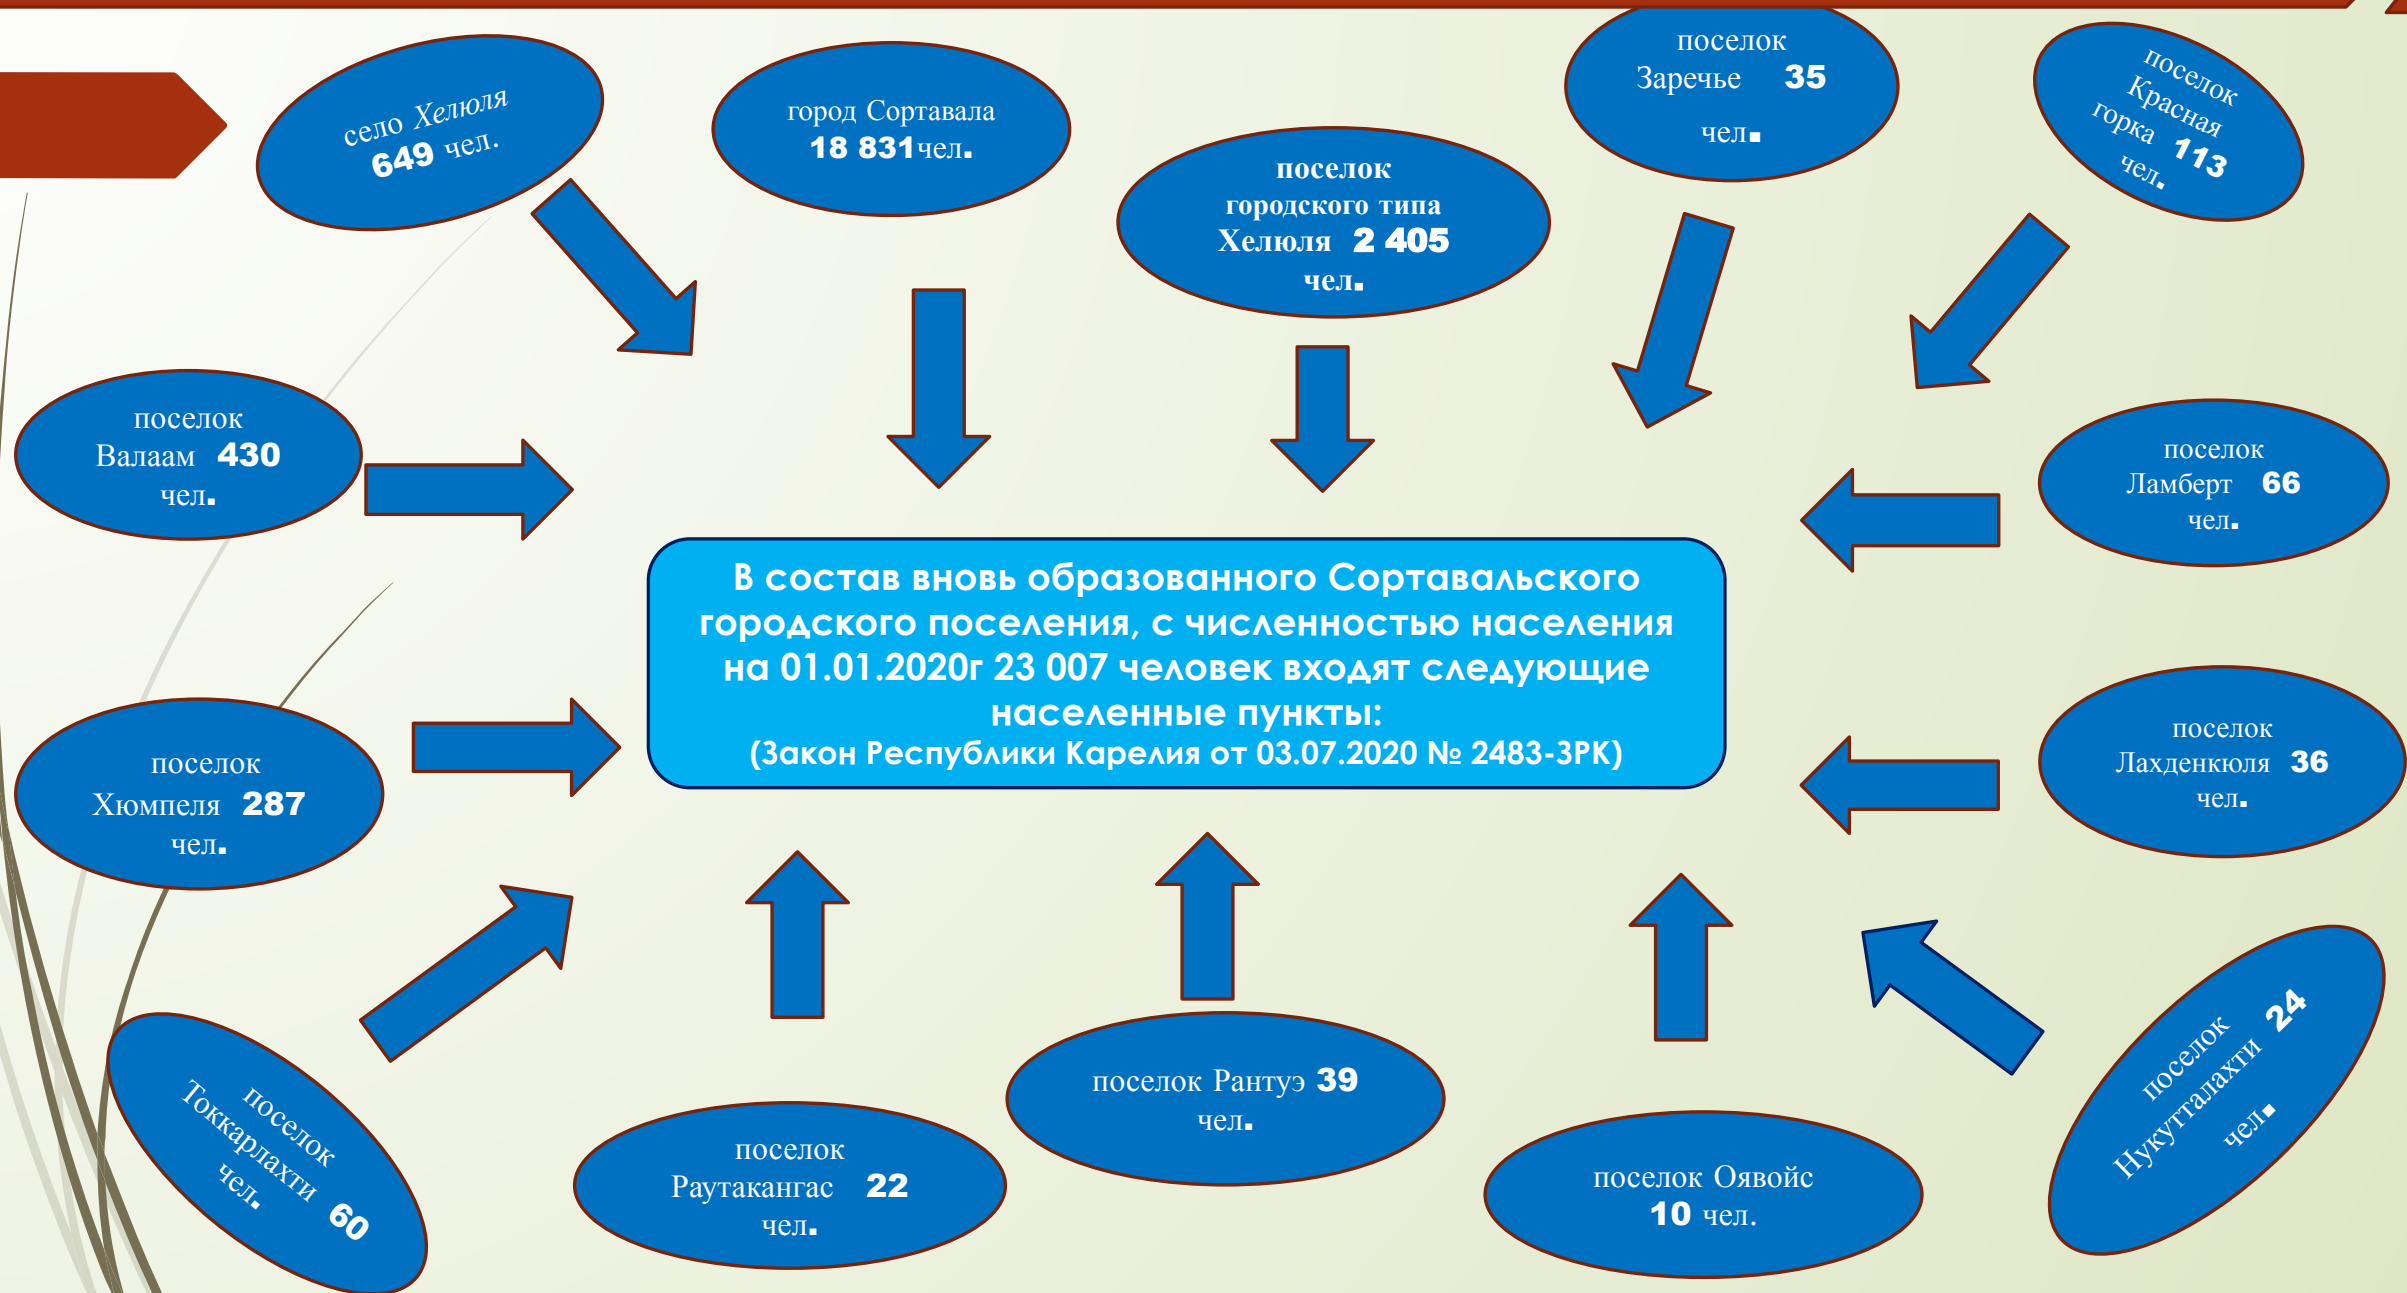 село Хелюля
649 чел.
город Сортавала
18 831чел.
поселок
городского типа
Хелюля 2 405
чел.
поселок
Заречье 35
чел.
поселок
Красная
горка 113
чел.
поселок
Валаам 430
чел.
поселок
Ламберт 66
чел.
В состав вновь образованного Сортавальского
городского поселения, с численностью населения
на 01.01.2020г 23 007 человек входят следующие
населенные пункты:
(Закон Республики Карелия от 03.07.2020 № 2483-ЗРК)
поселок
Хюмпеля 287
чел.
поселок
Лахденкюля 36
чел.
поселок
Токкарлахти 60
чел.
поселок
Раутакангас 22
чел.
поселок Рантуэ 39
чел.
поселок Оявойс
10 чел.
поселок
Нукутталахти 24
чел.